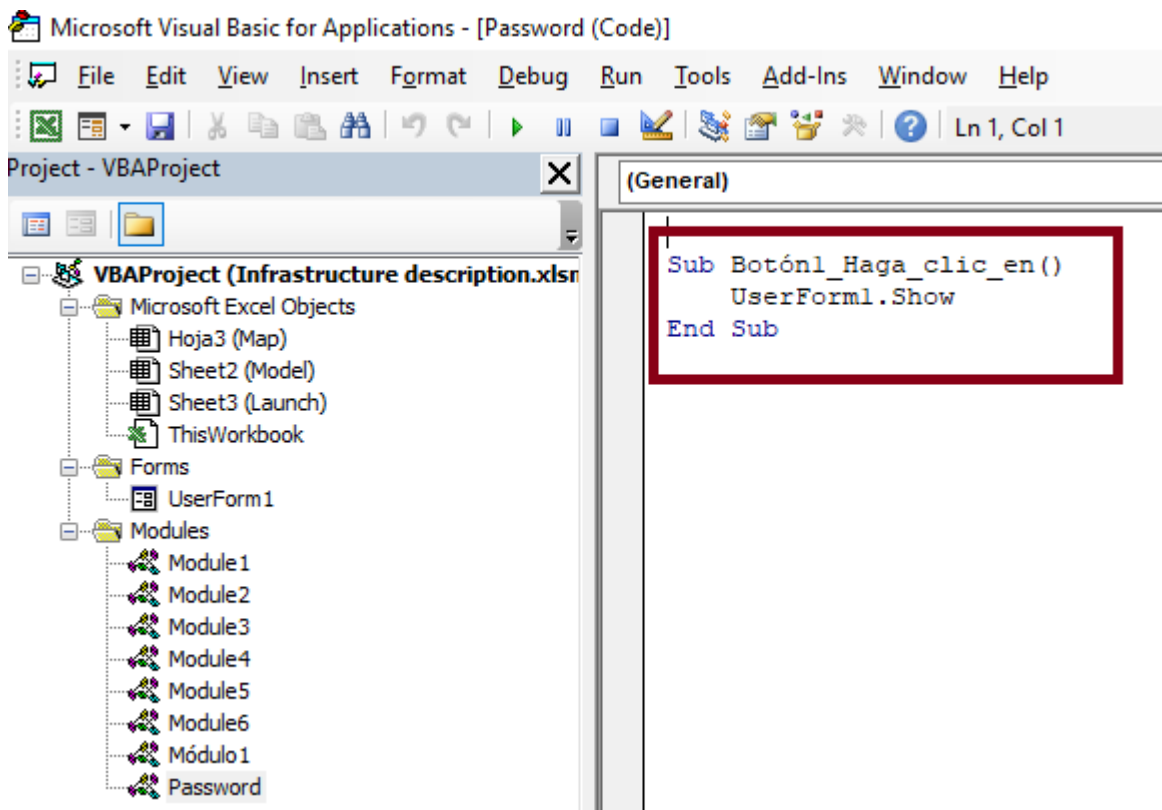 Microsoft Visual Basic for Applications - [Password (Code)]
File Edit View Insert Format Debug Run Tools Add-Ins Window Help
Ln 1, Col 1
Project - VBAProject
(General)
VBAProject (Infrastructure description.xlsm
Microsoft Excel Objects
Hoja3 (Map)
Sheet2 (Model)
Sheet3 (Launch)
ThisWorkbook
Forms
UserForm1
Modules
Module1
Module2
Module3
Module4
Module5
Module6
Módulo1
Password
Sub Botón1_Haga_clic_en()
UserForm1.Show
End Sub